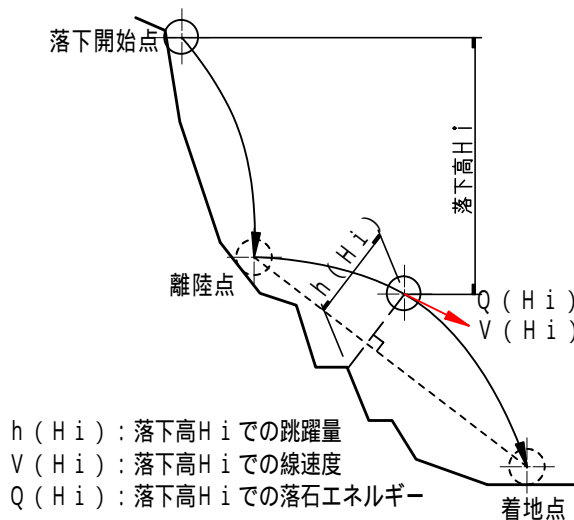 落下開始点
落下高Hi
h(Hi)
離陸点
Q(Hi)
V(Hi)
h(Hi):落下高Hiでの跳躍量
V(Hi):落下高Hiでの線速度
Q(Hi):落下高Hiでの落石エネルギー
着地点